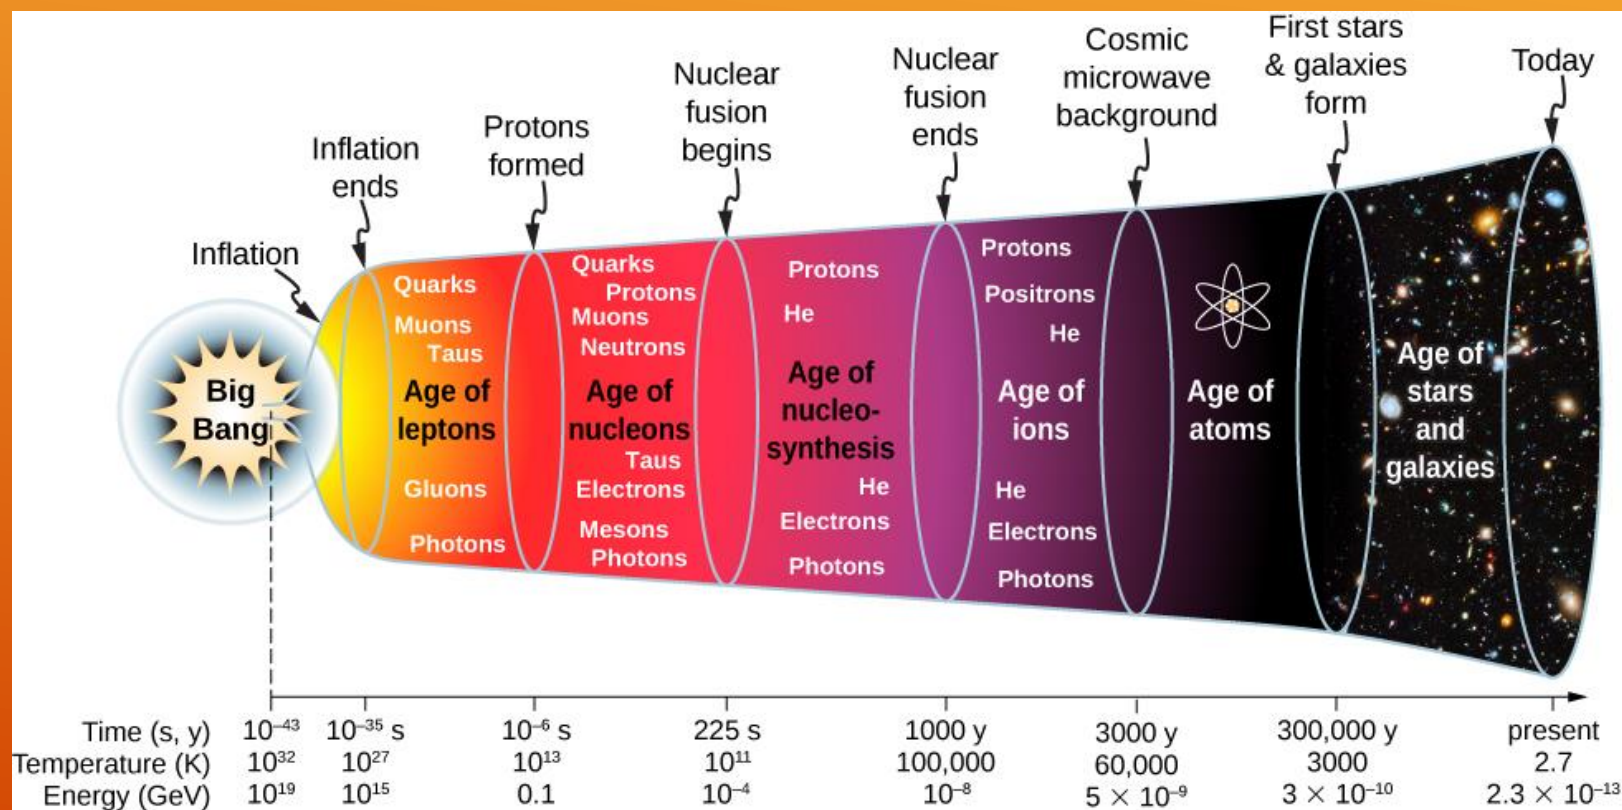 Inflation
Inflation
ends
Protons
formed
Nuclear
fusion
begins
Nuclear
fusion
ends
Cosmic
microwave
background
First stars
& galaxies
form
Today
Big
Bang
Quarks
Muons
Taus
Age of
leptons
Gluons
Photons
Quarks
Protons
Muons
Neutrons
Age of
nucleons
Taus
Electrons
Mesons
Photons
Protons
He
Age of
nucleo-
synthesis
He
Electrons
Photons
Protons
Positrons
He
Age of
ions
He
Electrons
Photons
Age of
atoms
Age of
stars
and
galaxies
Time (s, y) 10⁻⁴³ 10⁻³⁵ s 10⁻⁶ s 225 s 1000 y 3000 y 300,000 y present
Temperature (K) 10³² 10²⁷ 10¹³ 10¹¹ 100,000 60,000 3000 2.7
Energy (GeV) 10¹⁹ 10¹⁵ 0.1 10⁻⁴ 10⁻⁸ 5 × 10⁻⁹ 3 × 10⁻¹⁰ 2.3 × 10⁻¹³